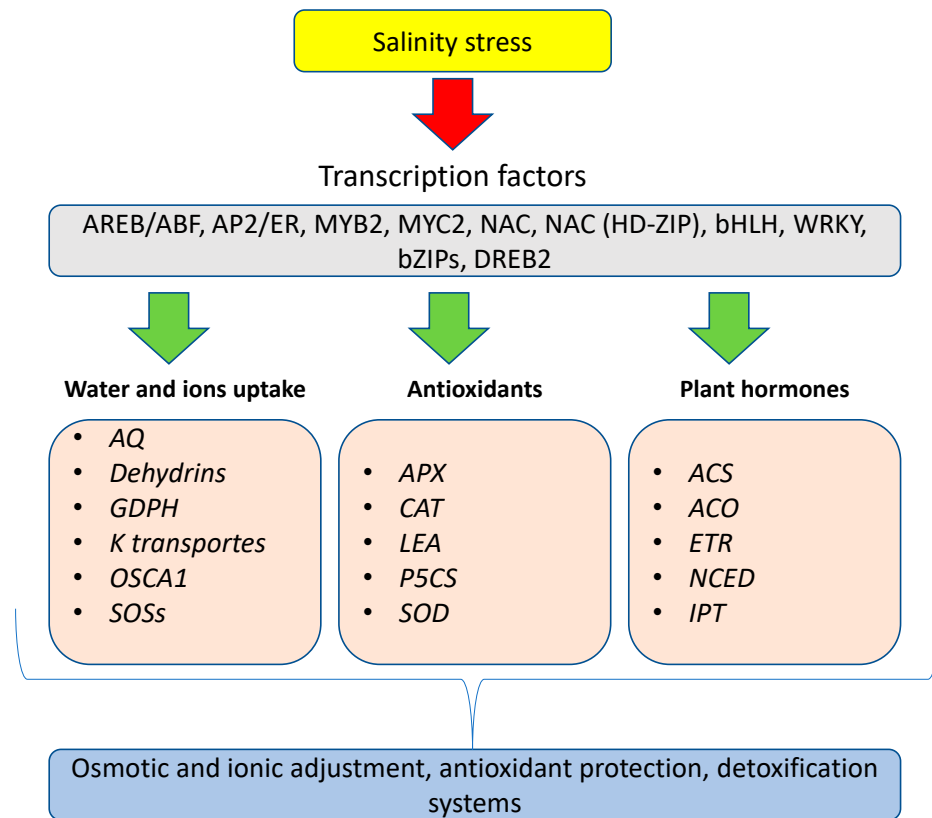 Salinity stress
Transcription factors
AREB/ABF, AP2/ER, MYB2, MYC2, NAC, NAC (HD-ZIP), bHLH, WRKY,
bZIPs, DREB2
Water and ions uptake
• AQ
• Dehydrins
• GDPH
• K transportes
• OSCA1
• SOSs
Antioxidants
• APX
• CAT
• LEA
• P5CS
• SOD
Plant hormones
• ACS
• ACO
• ETR
• NCED
• IPT
Osmotic and ionic adjustment, antioxidant protection, detoxification
systems